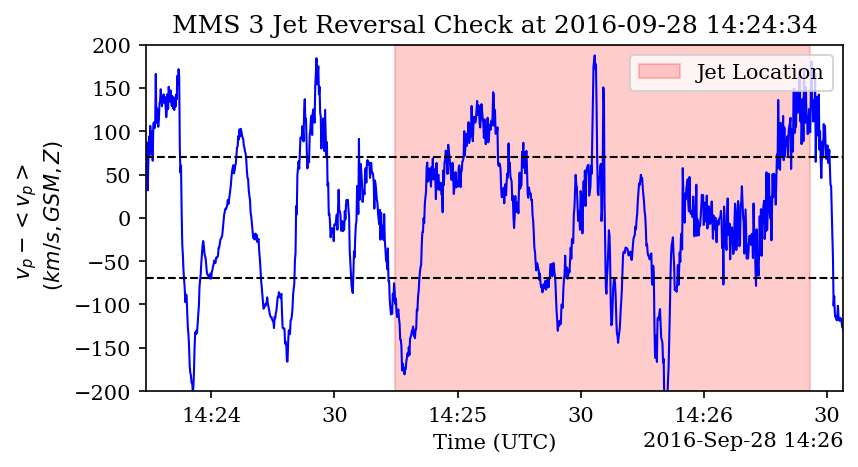 MMS 3 Jet Reversal Check at 2016-09-28 14:24:34
Jet Location
200
150
100
50
0
−50
−100
−150
−200
v_p − < v_p >
(km/s, GSM, Z)
14:24
30
14:25
30
14:26
30
Time (UTC)
2016-Sep-28 14:26